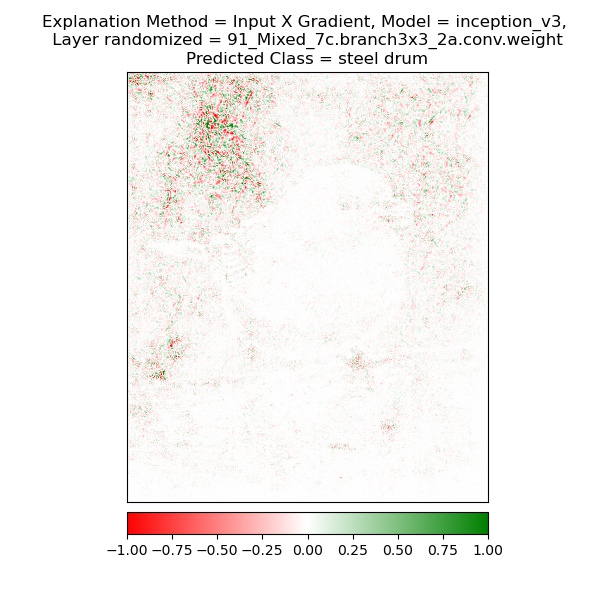 Explanation Method = Input X Gradient, Model = inception_v3,
Layer randomized = 91_Mixed_7c.branch3x3_2a.conv.weight
Predicted Class = steel drum
−1.00 −0.75 −0.50 −0.25 0.00 0.25 0.50 0.75 1.00